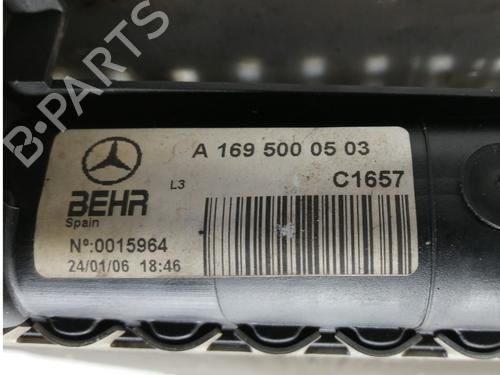 B-PARTS
A 169 500 05 03
L3
C1657
BEHR
Spain
Nº:0015964
24/01/06 18:46